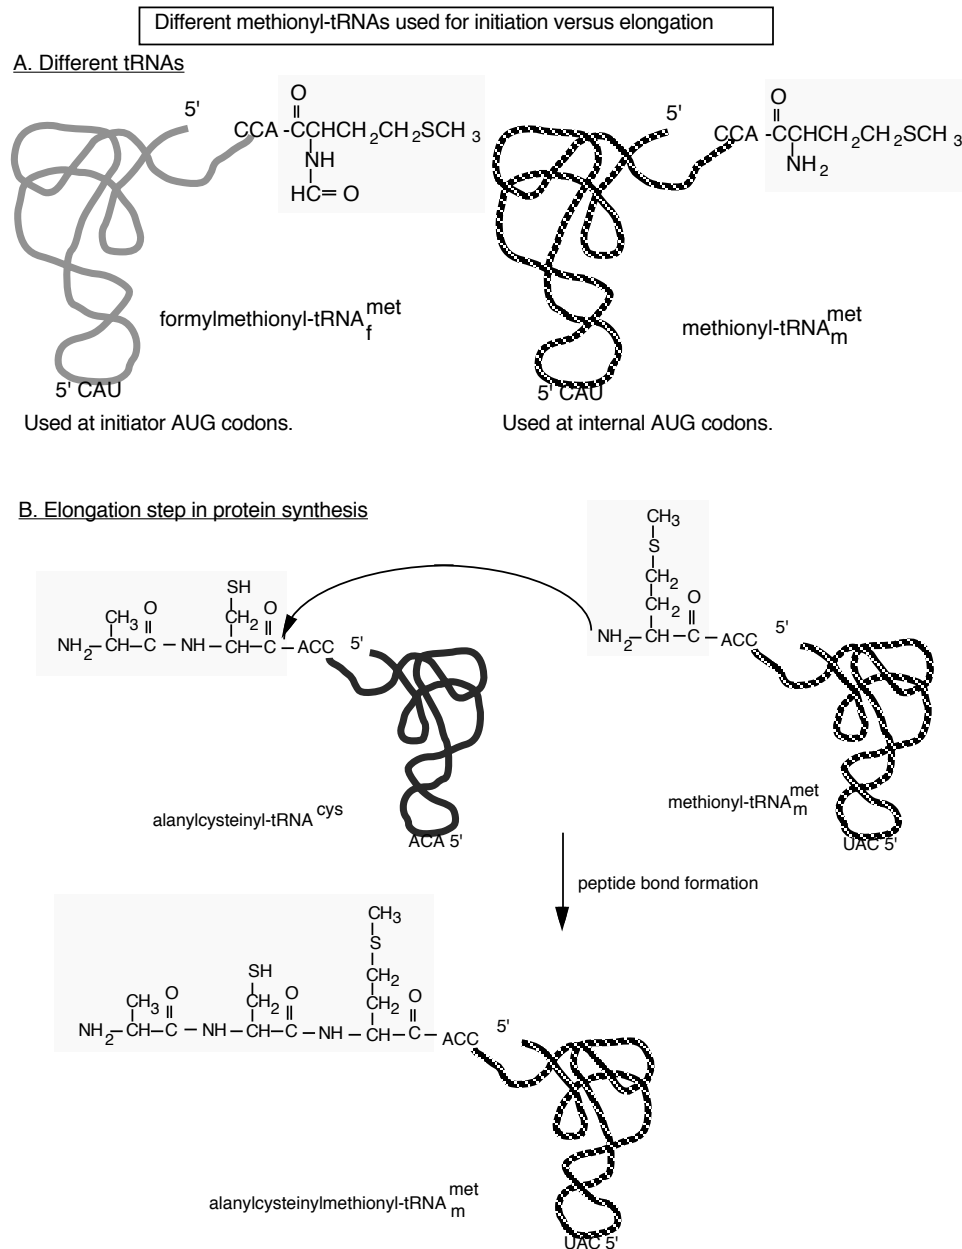 Different methionyl-tRNAs used for initiation versus elongation
A. Different tRNAs
5'
CCA -CCHCH2CH2SCH3
O
NH
HC= O
formylmethionyl-tRNA met f
5' CAU
Used at initiator AUG codons.
5'
CCA -CCHCH2CH2SCH3
O
NH2
methionyl-tRNA met m
5' CAU
Used at internal AUG codons.
B. Elongation step in protein synthesis
SH
CH3 O CH2 O
NH2–CH–C–NH–CH–C–ACC 5'
alanylcysteinyl-tRNA cys
ACA 5'
CH3
S
CH2
CH2 O
NH2–CH–C–ACC 5'
methionyl-tRNA met m
UAC 5'
peptide bond formation
CH3
S
SH CH2
CH3 O CH2 O CH2 O
NH2–CH–C–NH–CH–C–NH–CH–C–ACC 5'
alanylcysteinylmethionyl-tRNA met m
UAC 5'